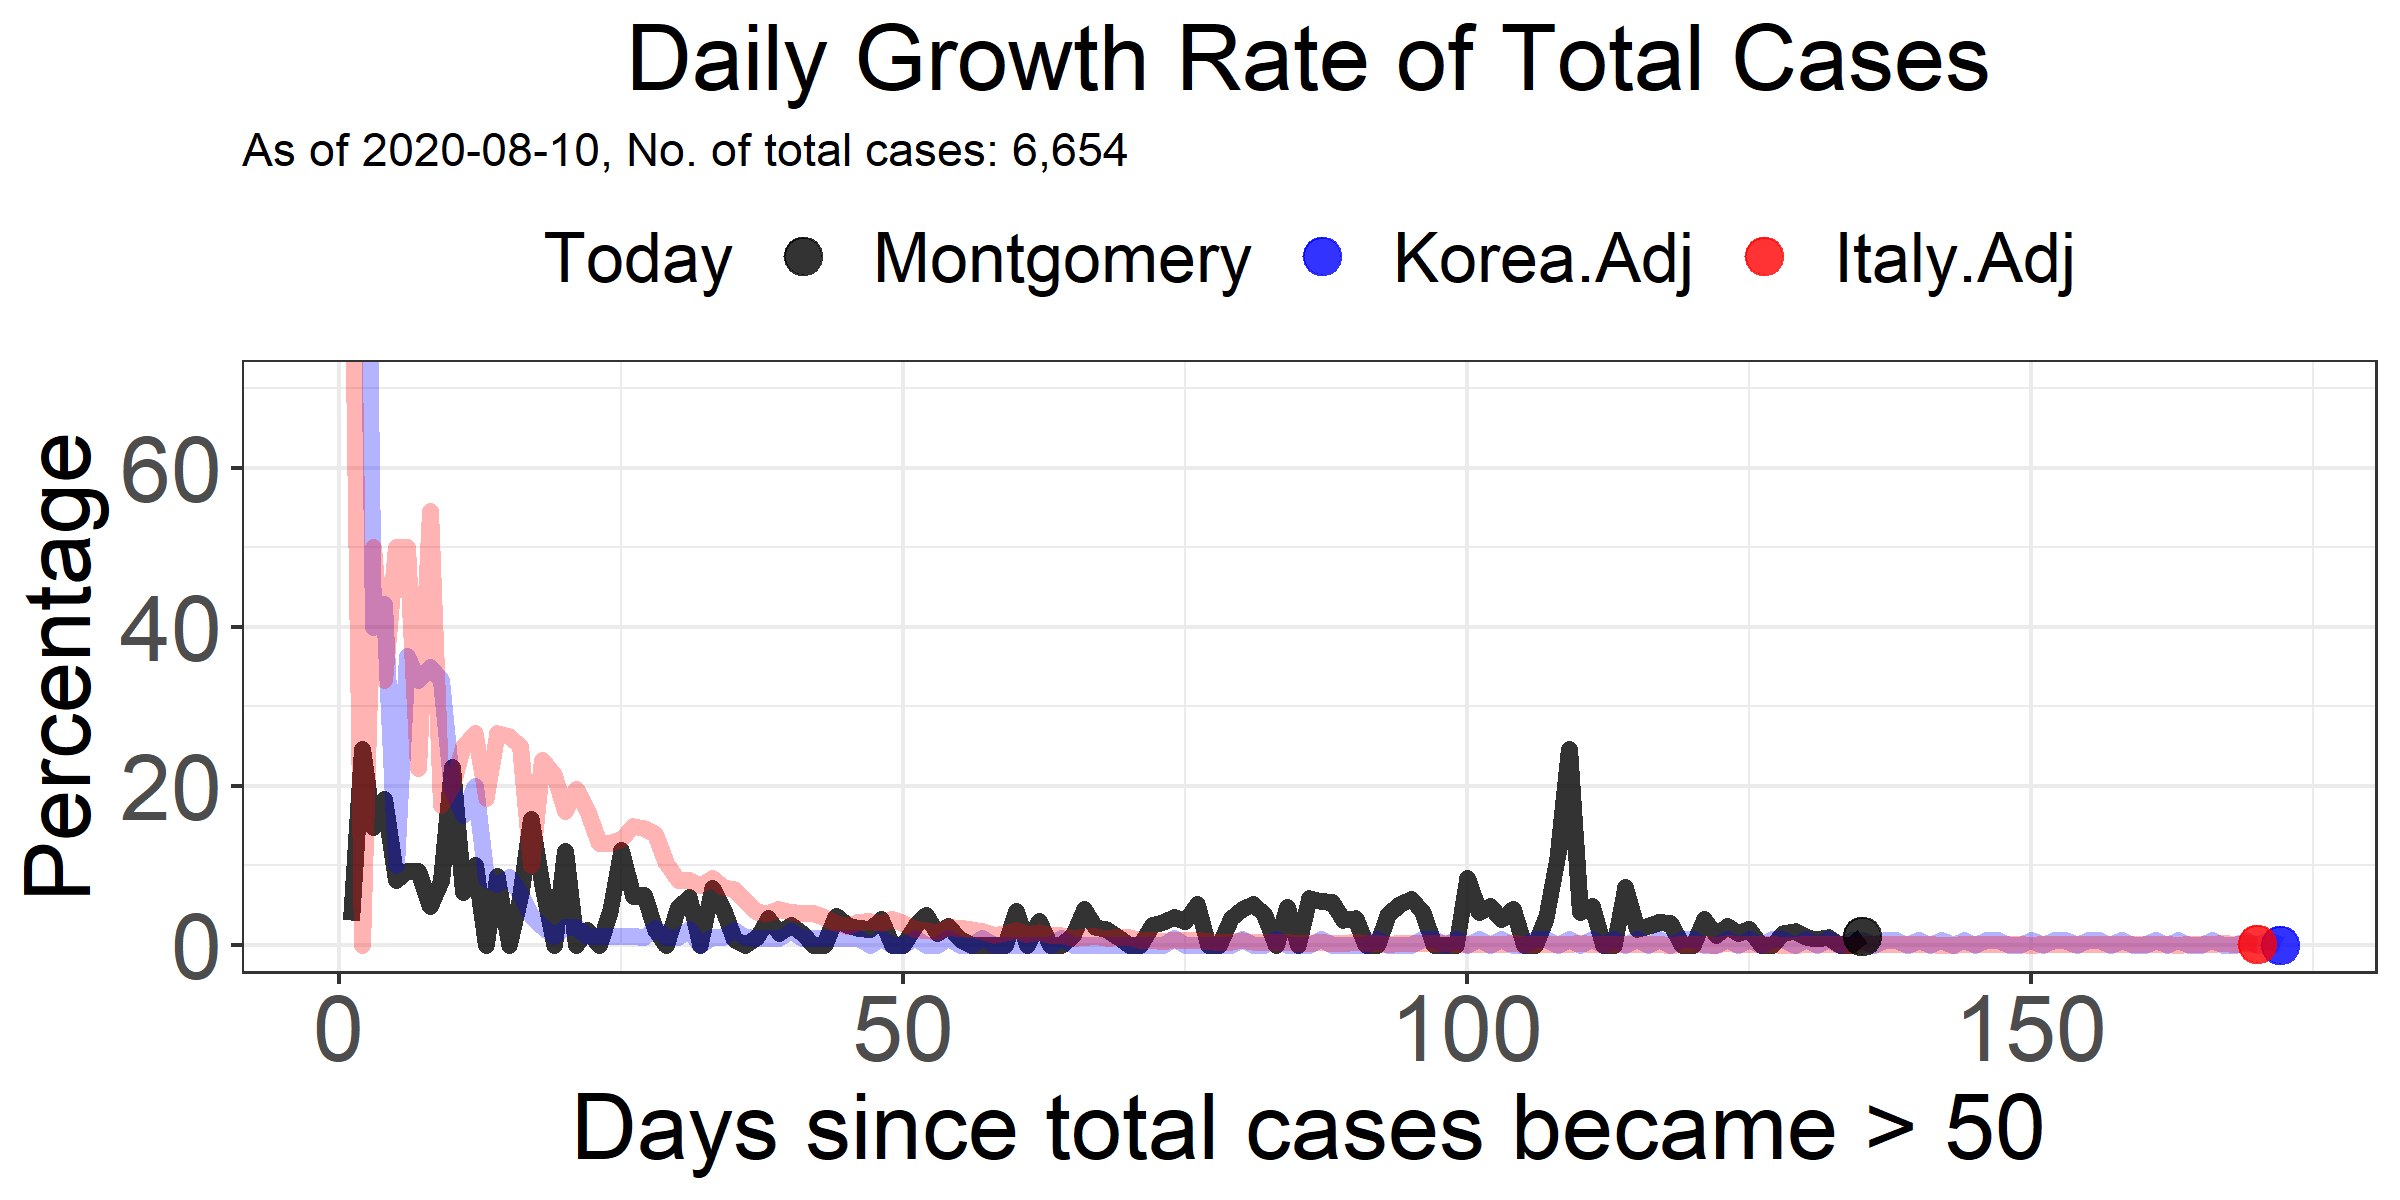 Daily Growth Rate of Total Cases
As of 2020-08-10, No. of total cases: 6,654
Today Montgomery Korea.Adj Italy.Adj
Percentage
60
40
20
0
0 50 100 150
Days since total cases became > 50